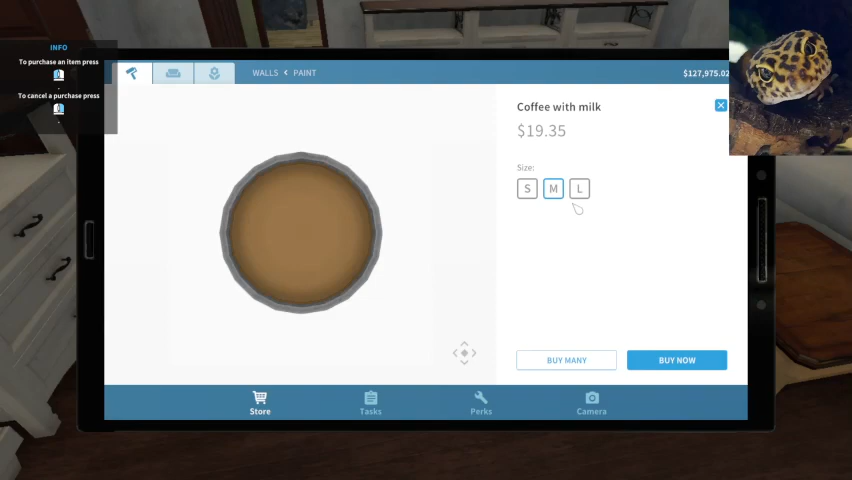 INFO
To purchase an item press
To cancel a purchase press
WALLS < PAINT
$127,975.02
Coffee with milk
$19.35
Size:
S M L
BUY MANY
BUY NOW
Store
Tasks
Perks
Camera